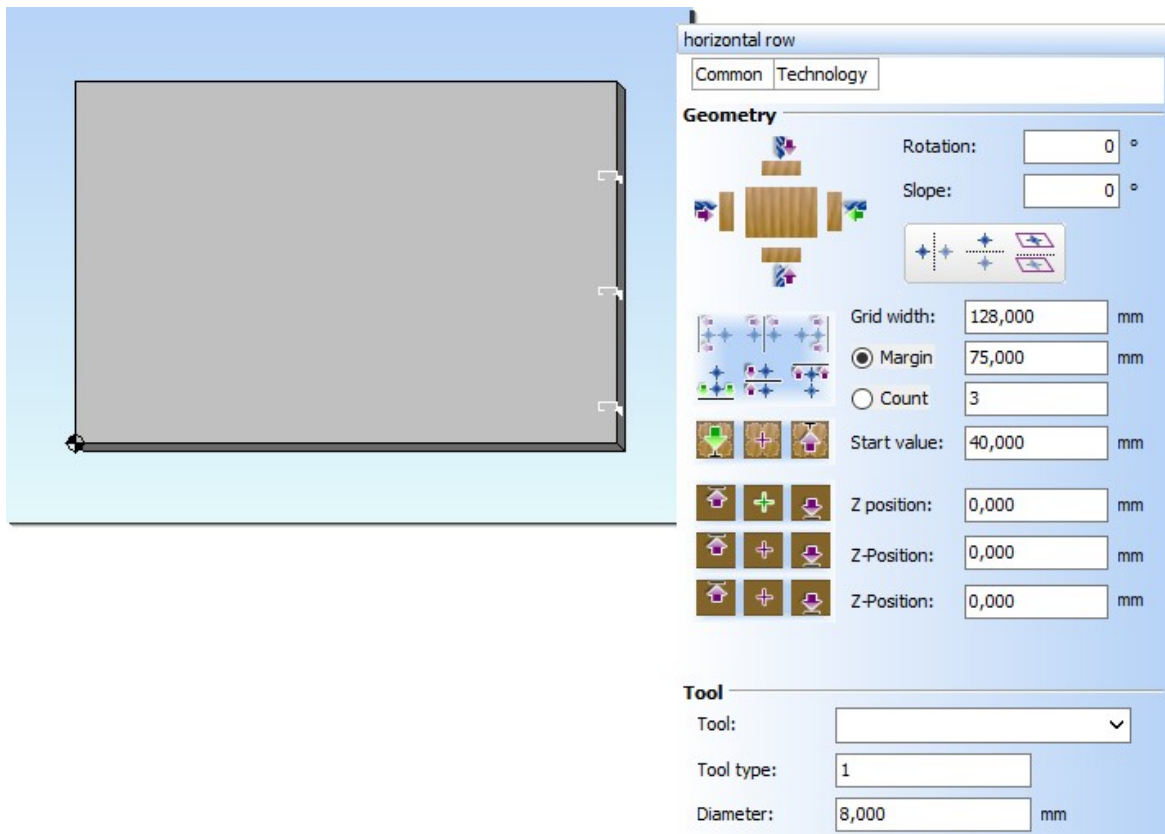 horizontal row
Common Technology
Geometry
Rotation: 0 °
Slope: 0 °
Grid width: 128,000 mm
Margin 75,000 mm
Count 3
Start value: 40,000 mm
Z position: 0,000 mm
Z-Position: 0,000 mm
Z-Position: 0,000 mm
Tool
Tool:
Tool type: 1
Diameter: 8,000 mm